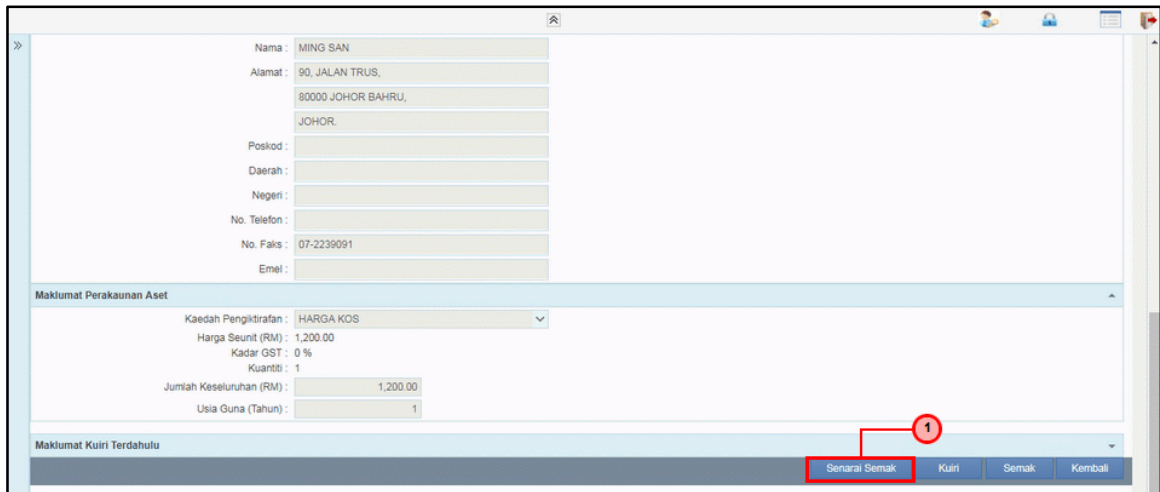 Nama : MING SAN
Alamat : 90, JALAN TRUS,
80000 JOHOR BAHRU,
JOHOR.
Poskod :
Daerah :
Negeri :
No. Telefon :
No. Faks : 07-2239091
Emel :
Maklumat Perakaunan Aset
Kaedah Pengiktirafan : HARGA KOS
Harga Seunit (RM) : 1,200.00
Kadar GST : 0 %
Kuantiti : 1
Jumlah Keseluruhan (RM) : 1,200.00
Usia Guna (Tahun) : 1
1
Maklumat Kuiri Terdahulu
Senarai Semak Kuiri Semak Kembali